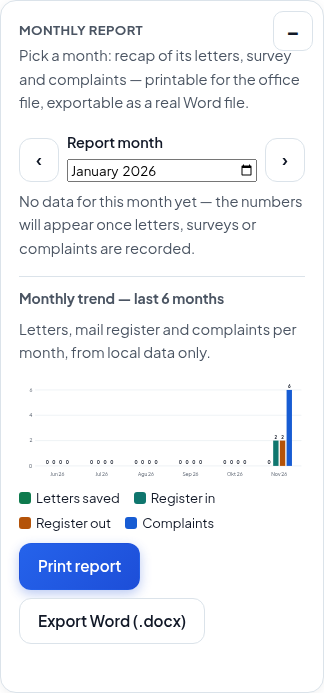 MONTHLY REPORT
–
Pick a month: recap of its letters, survey
and complaints — printable for the office
file, exportable as a real Word file.
Report month
‹
January 2026
›
No data for this month yet — the numbers
will appear once letters, surveys or
complaints are recorded.
Monthly trend — last 6 months
Letters, mail register and complaints per
month, from local data only.
6
4
2
0
0 0 0 0
0 0 0 0
0 0 0 0
0 0 0 0
0 0 0 0
0 2 2 6
Jun 26
Jul 26
Agu 26
Sep 26
Okt 26
Nov 26
Letters saved
Register in
Register out
Complaints
Print report
Export Word (.docx)